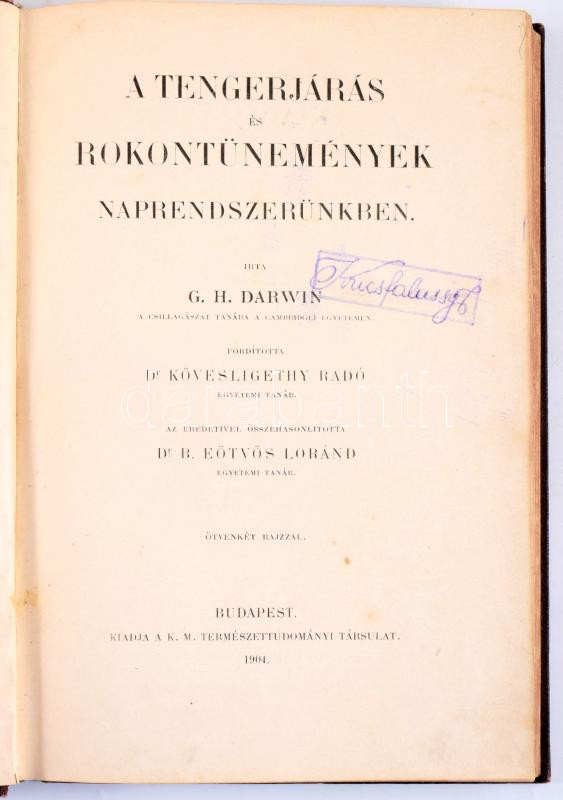 A TENGERJÁRÁS
ÉS
ROKONTÜNEMÉNYEK
NAPRENDSZERÜNKBEN.
IRTA
G. H. DARWIN
A CSILLAGÁSZAT TANÁRA A CAMBRIDGEI EGYETEMEN.
FORDÍTOTTA
Dr KÖVESLIGETHY RADÓ
EGYETEMI TANÁR.
darabanth
AZ EREDETIVEL ÖSSZEHASONLÍTOTTA
Dr B. EÖTVÖS LORÁND
EGYETEMI TANÁR.
ÖTVENKÉT RAJZZAL.
BUDAPEST.
KIADJA A K. M. TERMÉSZETTUDOMÁNYI TÁRSULAT.
1904.